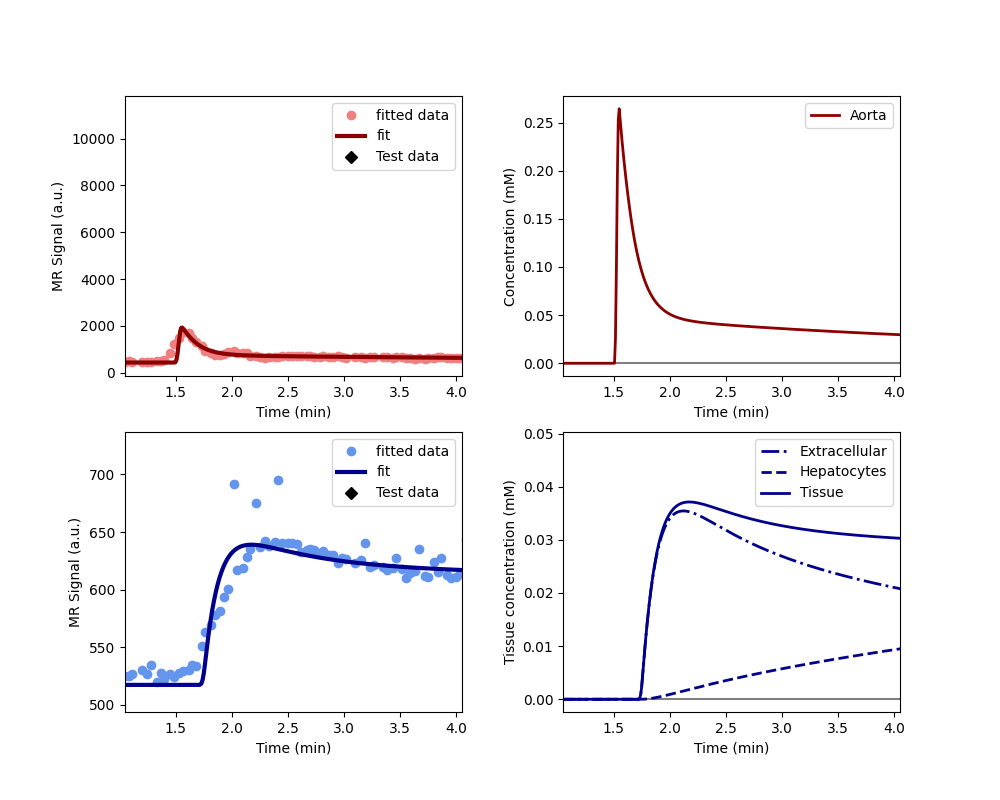 10000
8000
6000
4000
2000
0
MR Signal (a.u.)
fitted data
fit
Test data
1.5 2.0 2.5 3.0 3.5 4.0
Time (min)
0.25
0.20
0.15
0.10
0.05
0.00
Concentration (mM)
Aorta
1.5 2.0 2.5 3.0 3.5 4.0
Time (min)
700
650
600
550
500
MR Signal (a.u.)
fitted data
fit
Test data
1.5 2.0 2.5 3.0 3.5 4.0
Time (min)
0.05
0.04
0.03
0.02
0.01
0.00
Tissue concentration (mM)
Extracellular
Hepatocytes
Tissue
1.5 2.0 2.5 3.0 3.5 4.0
Time (min)